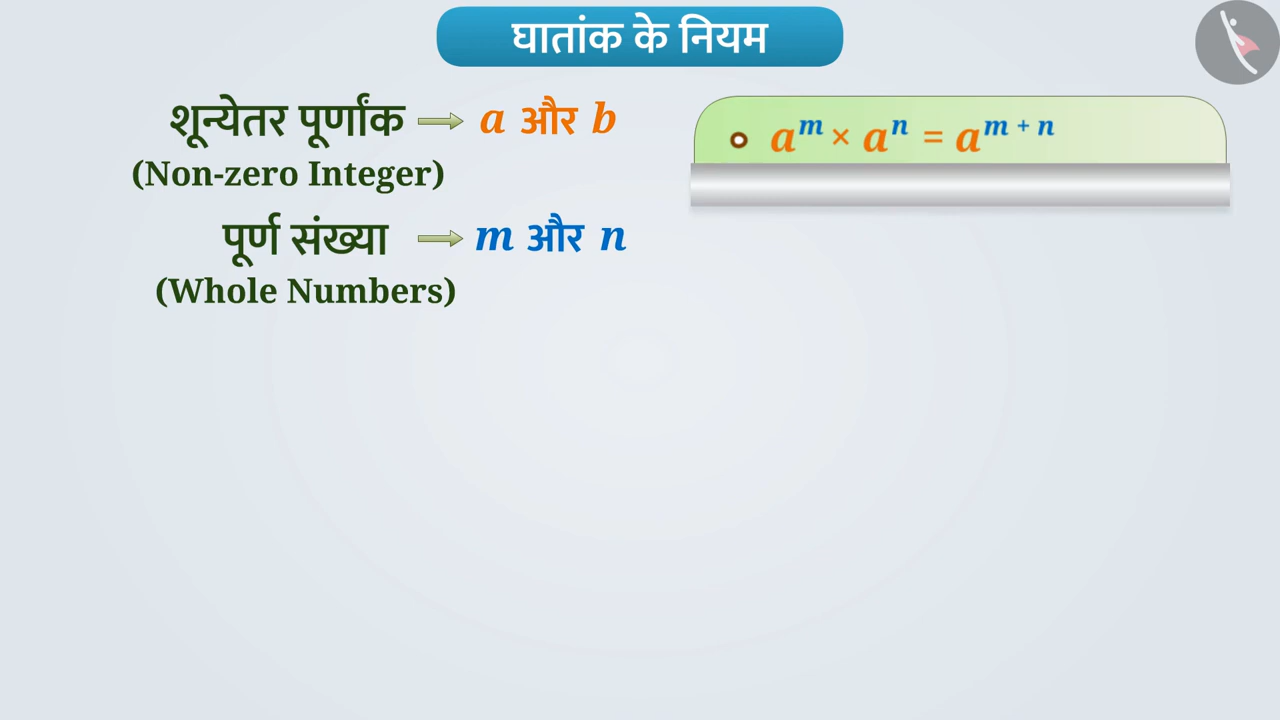 घातांक के नियम
शून्येतर पूर्णांक → a और b
(Non-zero Integer)
पूर्ण संख्या → m और n
(Whole Numbers)
aᵐ × aⁿ = aᵐ ⁺ ⁿ